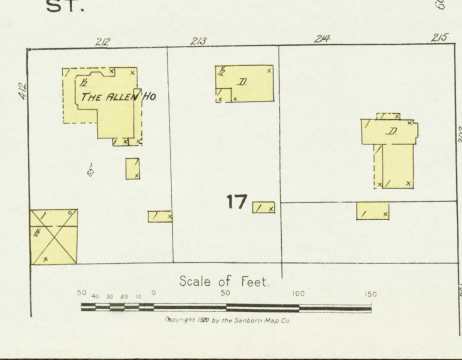 ST.
212 213 214 215
412
THE ALLEN HO.
D.
D.
17
Scale of Feet.
50 40 30 20 10 0 50 100 150
Copyright 1920 by the Sanborn Map Co